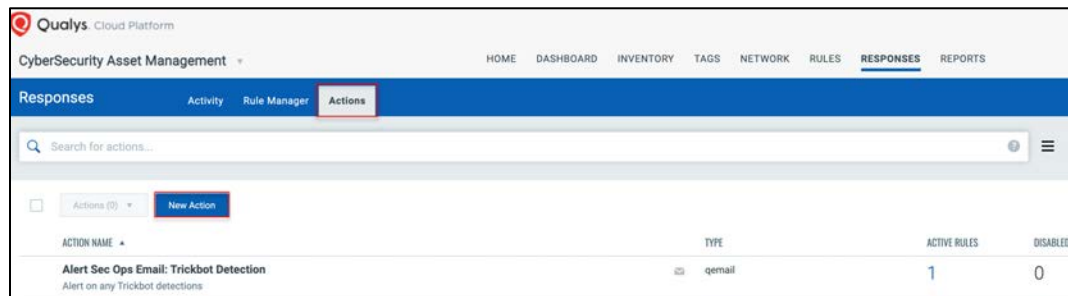 Qualys. Cloud Platform
CyberSecurity Asset Management
HOME DASHBOARD INVENTORY TAGS NETWORK RULES RESPONSES REPORTS
Responses Activity Rule Manager Actions
Search for actions...
Actions (0) New Action
ACTION NAME TYPE ACTIVE RULES DISABLED
Alert Sec Ops Email: Trickbot Detection qemail 1 0
Alert on any Trickbot detections